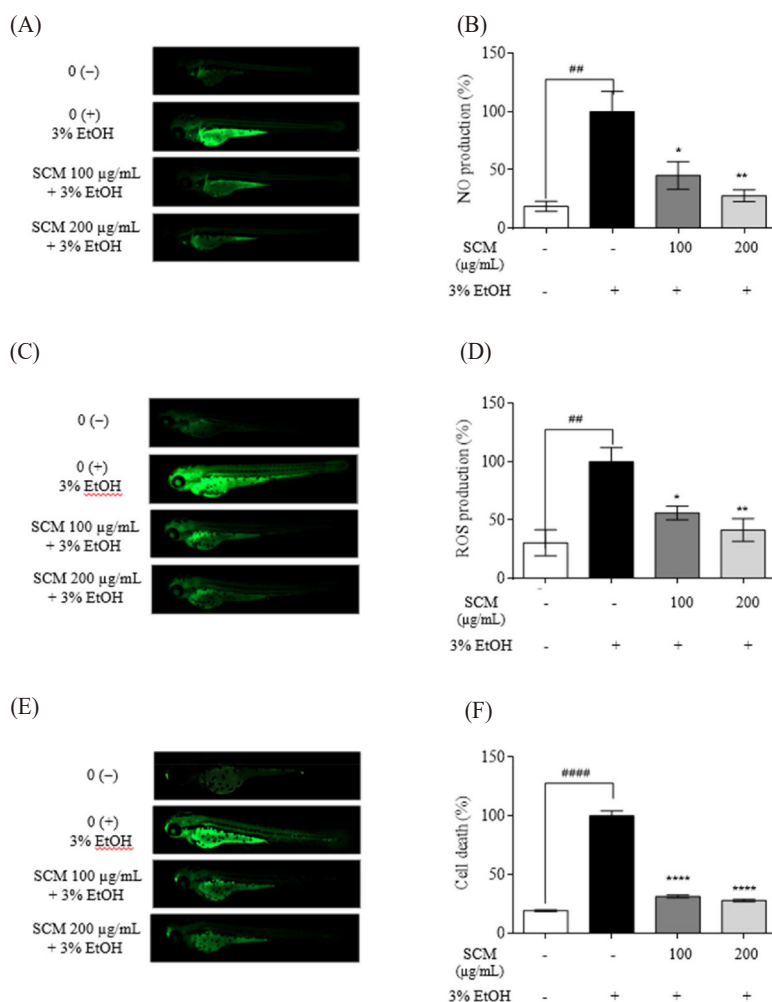 (A)
0 (–)
0 (+)
3% EtOH
SCM 100 µg/mL
+ 3% EtOH
SCM 200 µg/mL
+ 3% EtOH
(B)
NO production (%)
150
100
50
0
##
*
**
SCM
(µg/mL)
- - 100 200
3% EtOH - + + +
(C)
0 (–)
0 (+)
3% EtOH
SCM 100 µg/mL
+ 3% EtOH
SCM 200 µg/mL
+ 3% EtOH
(D)
ROS production (%)
150
100
50
0
##
*
**
SCM
(µg/mL)
- - 100 200
3% EtOH - + + +
(E)
0 (–)
0 (+)
3% EtOH
SCM 100 µg/mL
+ 3% EtOH
SCM 200 µg/mL
+ 3% EtOH
(F)
Cell death (%)
150
100
50
0
####
****
****
SCM
(µg/mL)
- - 100 200
3% EtOH - + + +